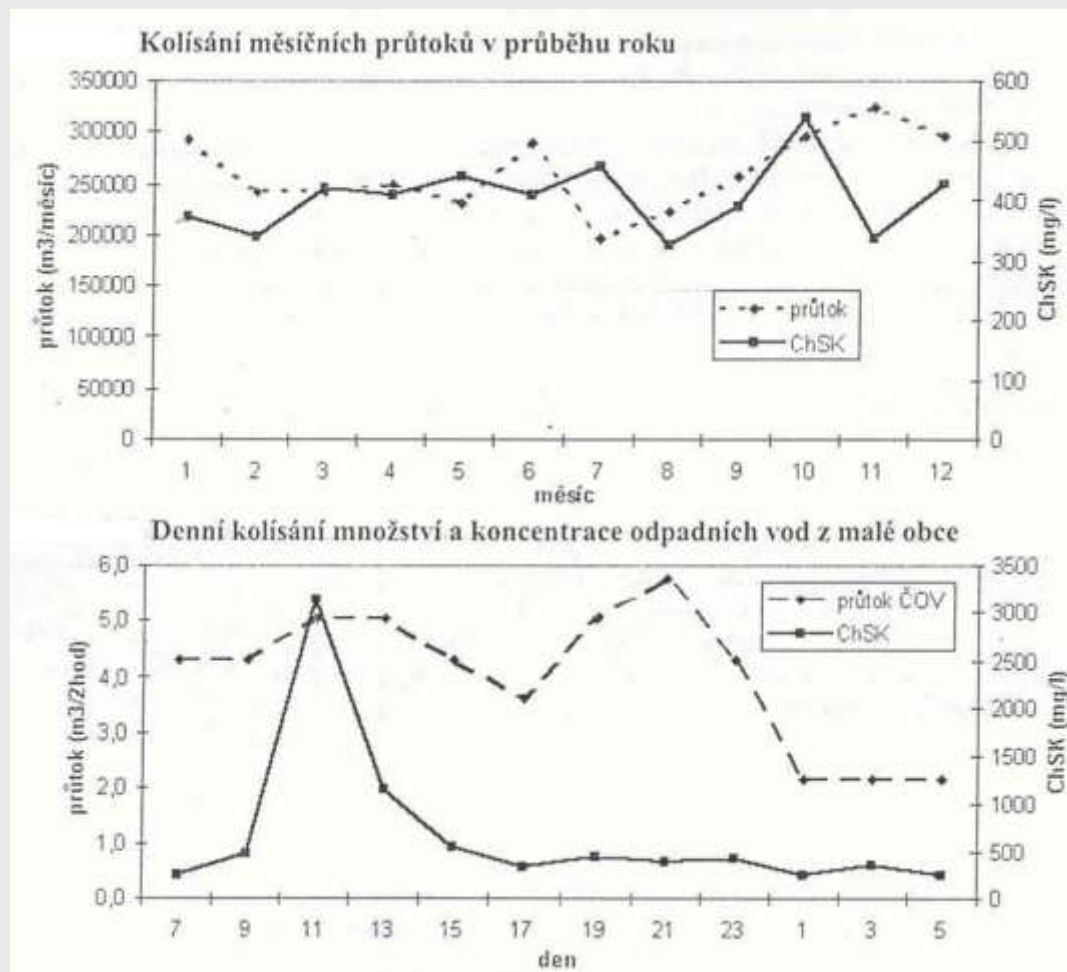 Kolísání měsíčních průtoků v průběhu roku
350000
300000
250000
200000
150000
100000
50000
0
průtok (m3/měsíc)
600
500
400
300
200
100
0
ChSK (mg/l)
průtok
ChSK
1 2 3 4 5 6 7 8 9 10 11 12
měsíc
Denní kolísání množství a koncentrace odpadních vod z malé obce
6,0
5,0
4,0
3,0
2,0
1,0
0,0
průtok (m3/2hod)
3500
3000
2500
2000
1500
1000
500
0
ChSK (mg/l)
průtok ČOV
ChSK
7 9 11 13 15 17 19 21 23 1 3 5
den